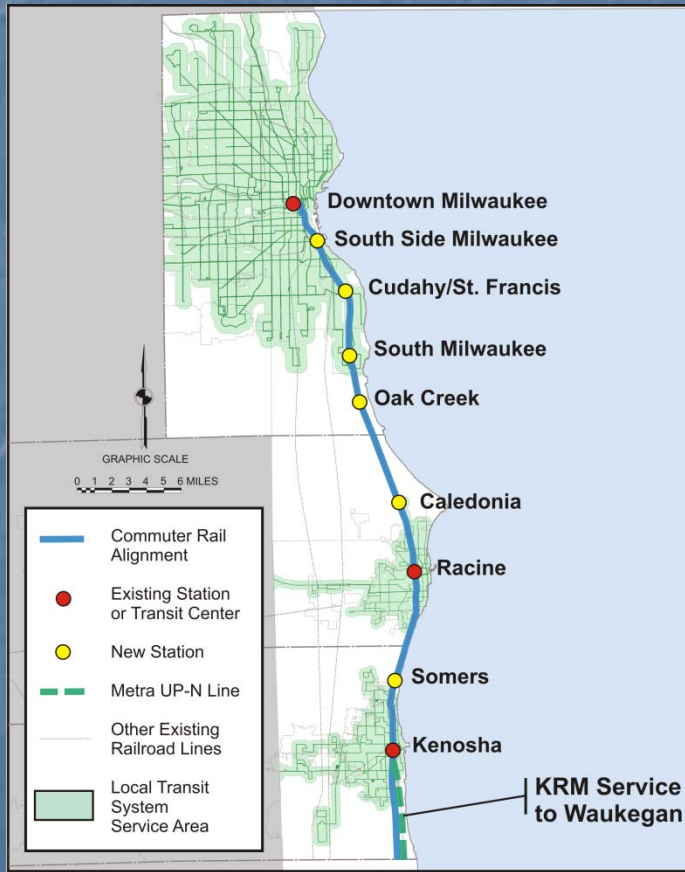 Downtown Milwaukee
South Side Milwaukee
Cudahy/St. Francis
South Milwaukee
Oak Creek
Caledonia
Racine
Somers
Kenosha
KRM Service
to Waukegan
GRAPHIC SCALE
0 1 2 3 4 5 6 MILES
Commuter Rail
Alignment
Existing Station
or Transit Center
New Station
Metra UP-N Line
Other Existing
Railroad Lines
Local Transit
System
Service Area